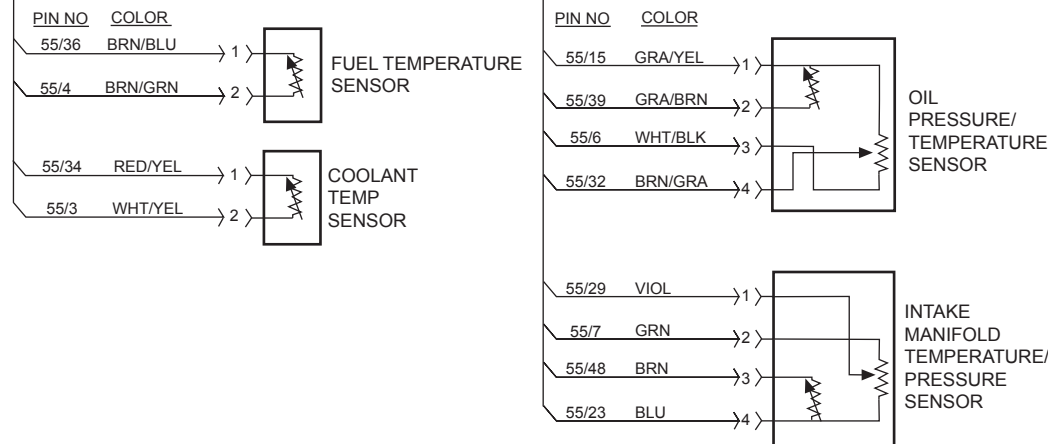 PIN NO COLOR
55/36 BRN/BLU 1
55/4 BRN/GRN 2
FUEL TEMPERATURE
SENSOR
55/34 RED/YEL 1
55/3 WHT/YEL 2
COOLANT
TEMP
SENSOR
PIN NO COLOR
55/15 GRA/YEL 1
55/39 GRA/BRN 2
55/6 WHT/BLK 3
55/32 BRN/GRA 4
OIL
PRESSURE/
TEMPERATURE
SENSOR
55/29 VIOL 1
55/7 GRN 2
55/48 BRN 3
55/23 BLU 4
INTAKE
MANIFOLD
TEMPERATURE/
PRESSURE
SENSOR